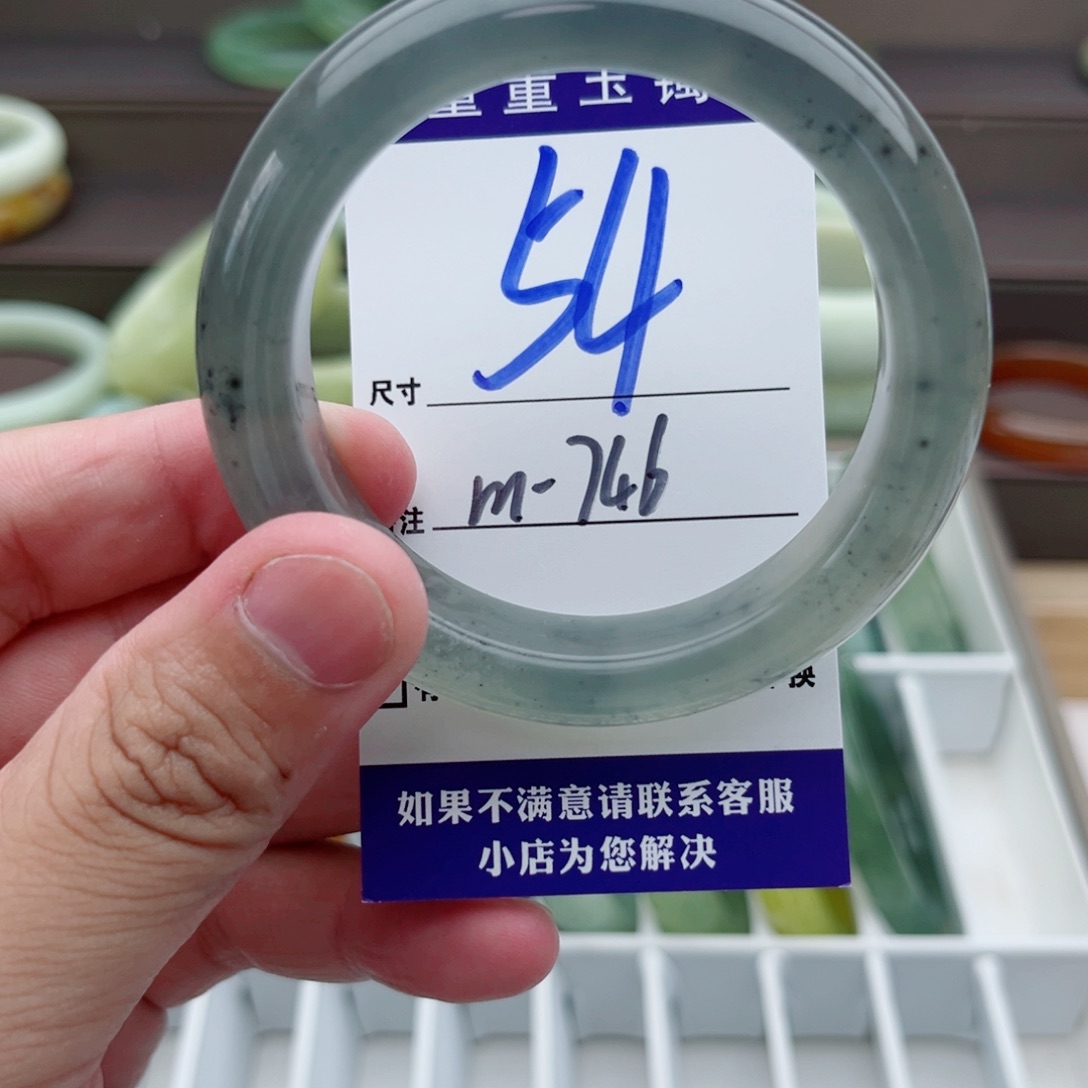 重玉
54
尺寸
注 m-746
换
如果不满意请联系客服
小店为您解决